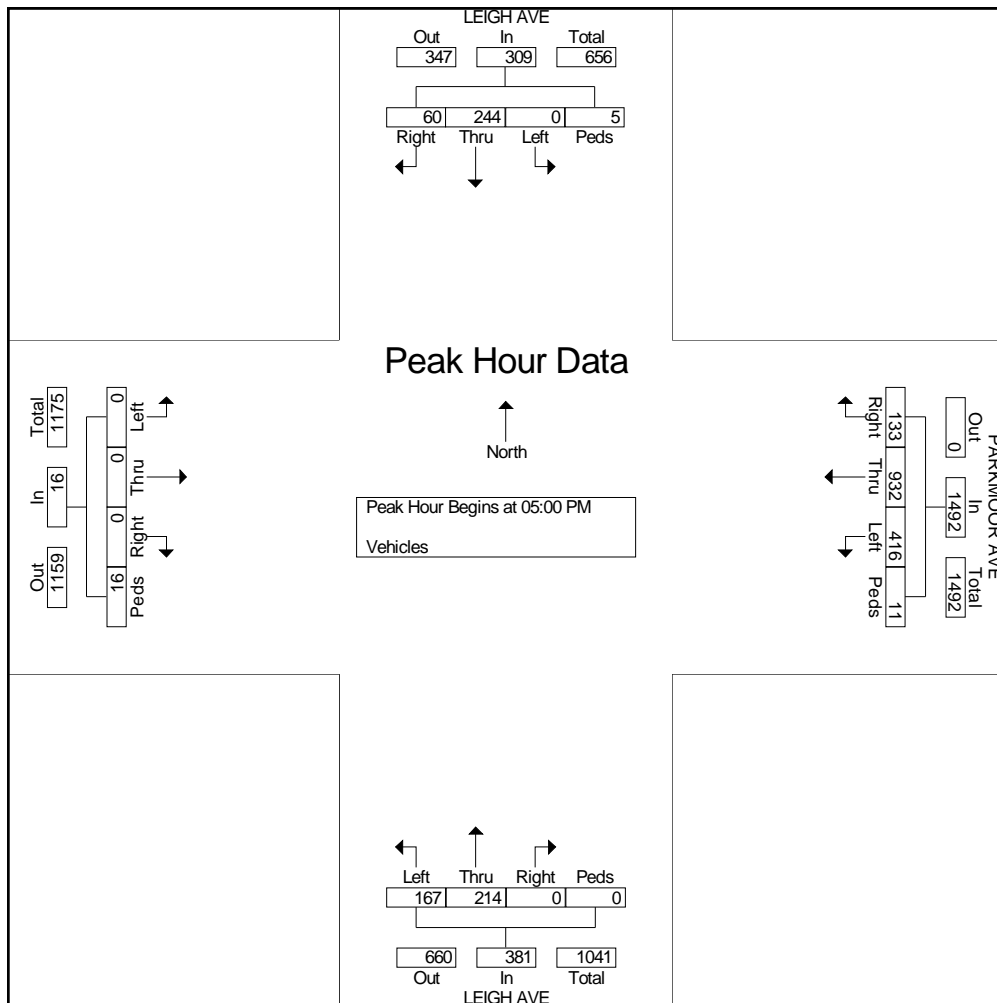 LEIGH AVE
Out In Total
347 309 656
60 244 0 5
Right Thru Left Peds
Peak Hour Data
North
Peak Hour Begins at 05:00 PM
Vehicles
Total In Out
1175 16 1159
0 0 0 16
Left Thru Right Peds
PARKMOOR AVE
Out In Total
0 1492 1492
133 932 416 11
Right Thru Left Peds
Left Thru Right Peds
167 214 0 0
660 381 1041
Out In Total
LEIGH AVE